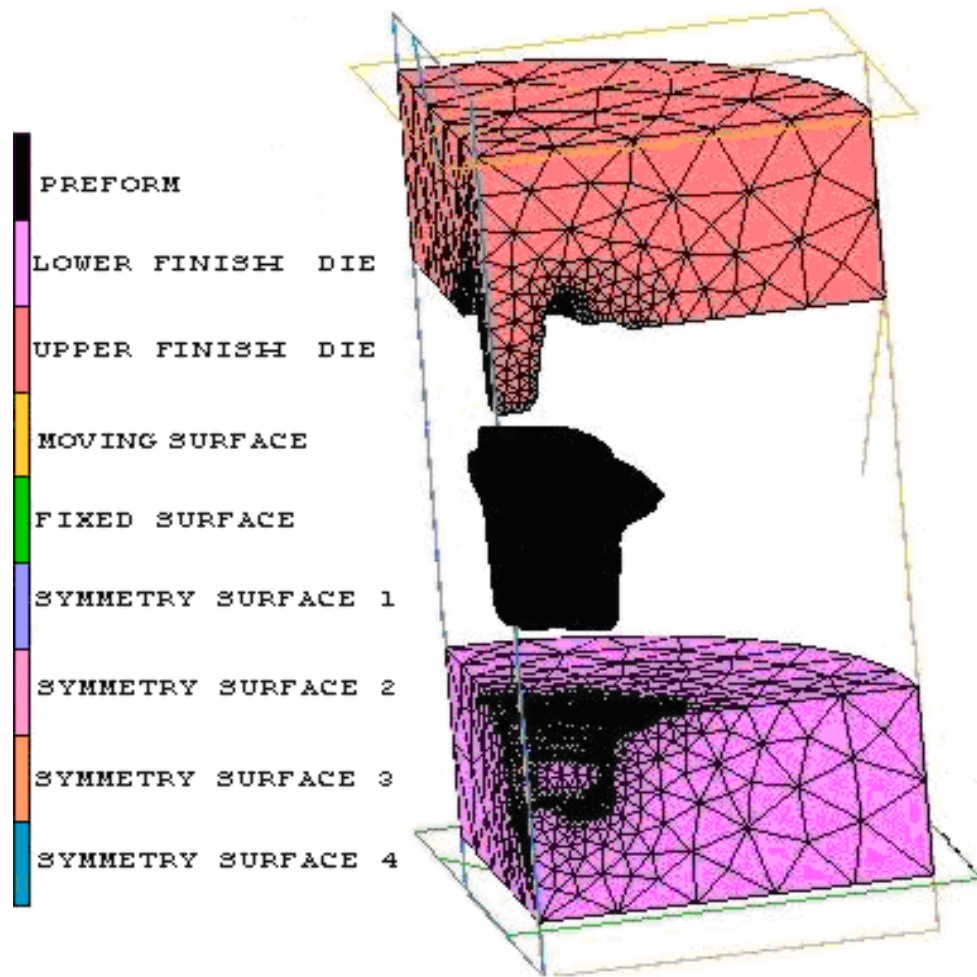 PREFORM
LOWER FINISH DIE
UPPER FINISH DIE
MOVING SURFACE
FIXED SURFACE
SYMMETRY SURFACE 1
SYMMETRY SURFACE 2
SYMMETRY SURFACE 3
SYMMETRY SURFACE 4